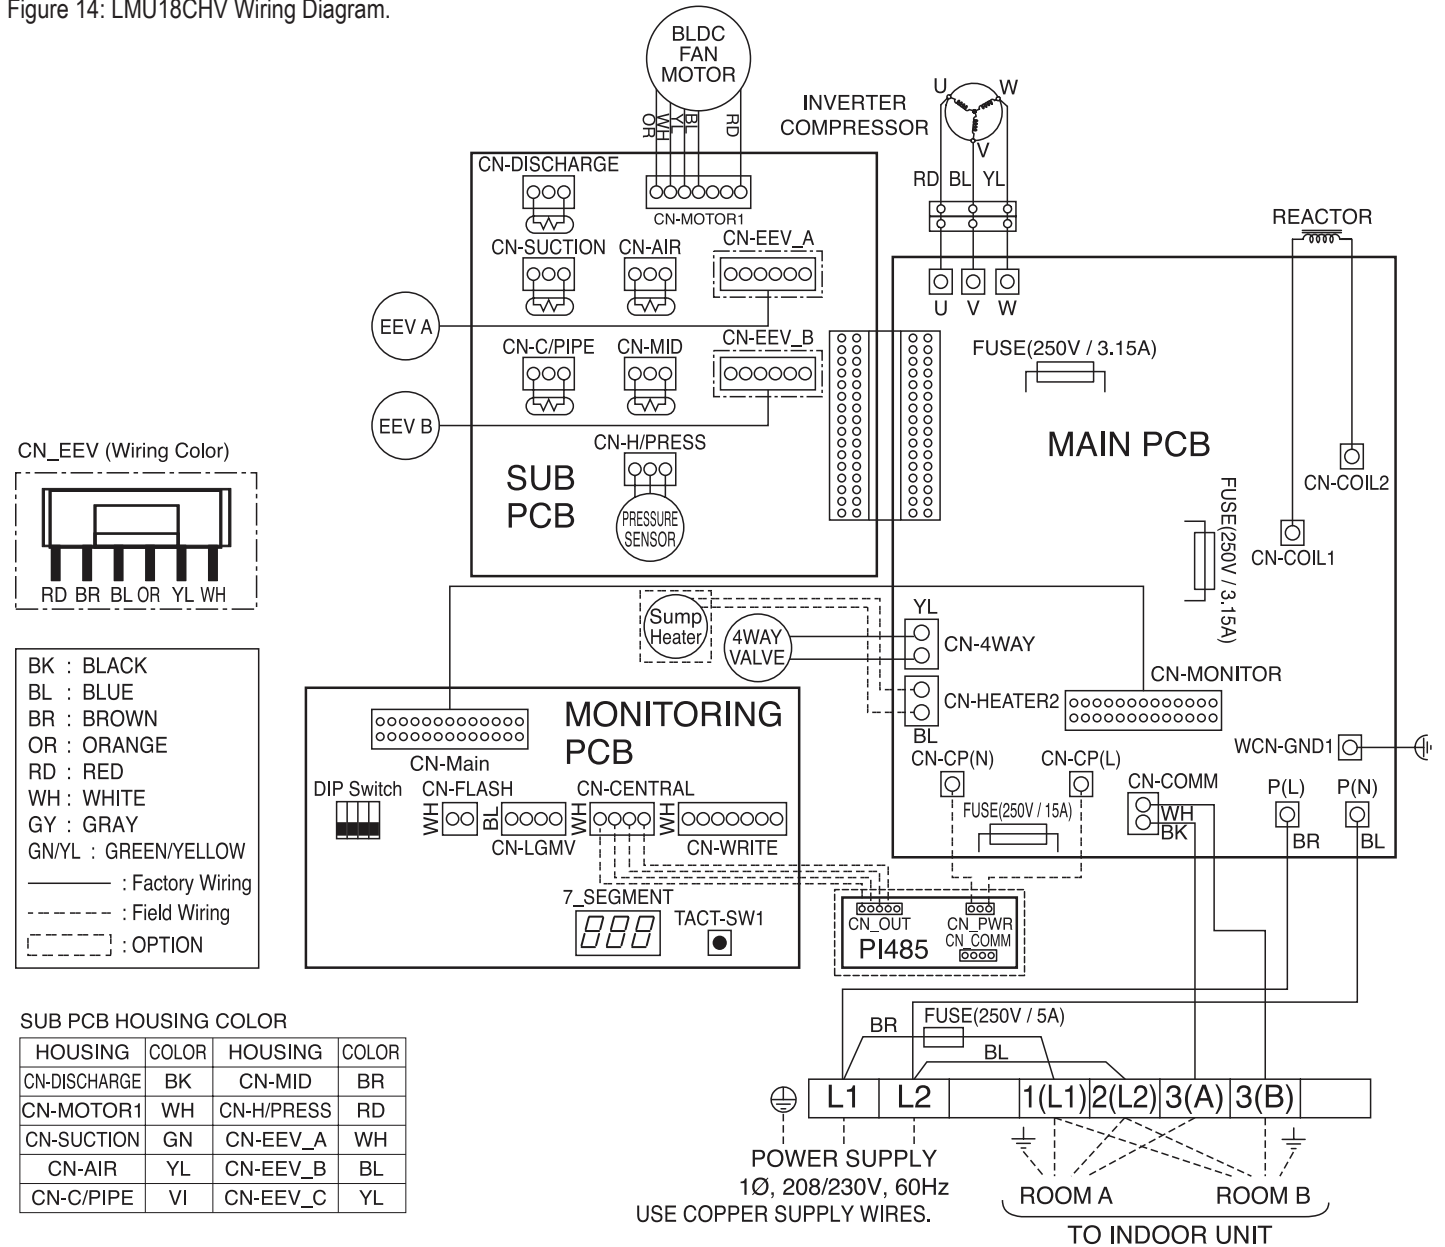 Figure 14: LMU18CHV Wiring Diagram.
BLDC
FAN
MOTOR
OR
WH
YL
BL
RD
INVERTER
COMPRESSOR
U
W
V
RD BL YL
CN-DISCHARGE
CN-MOTOR1
CN-SUCTION
CN-AIR
CN-EEV_A
EEV A
CN-C/PIPE
CN-MID
CN-EEV_B
EEV B
CN-H/PRESS
PRESSURE
SENSOR
SUB
PCB
REACTOR
U V W
FUSE(250V / 3.15A)
MAIN PCB
CN-COIL2
FUSE(250V / 3.15A)
CN-COIL1
CN_EEV (Wiring Color)
RD BR BL OR YL WH
BK : BLACK
BL : BLUE
BR : BROWN
OR : ORANGE
RD : RED
WH : WHITE
GY : GRAY
GN/YL : GREEN/YELLOW
: Factory Wiring
: Field Wiring
: OPTION
Sump
Heater
4WAY
VALVE
YL
CN-4WAY
CN-HEATER2
BL
CN-MONITOR
WCN-GND1
CN-CP(N)
CN-CP(L)
CN-COMM
WH
BK
P(L)
P(N)
BR
BL
FUSE(250V / 15A)
MONITORING
PCB
CN-Main
DIP Switch
CN-FLASH
CN-CENTRAL
WH
BL
WH
WH
CN-LGMV
CN-WRITE
7_SEGMENT
TACT-SW1
CN_OUT
CN_PWR
CN_COMM
PI485
SUB PCB HOUSING COLOR
HOUSING COLOR HOUSING COLOR
CN-DISCHARGE BK CN-MID BR
CN-MOTOR1 WH CN-H/PRESS RD
CN-SUCTION GN CN-EEV_A WH
CN-AIR YL CN-EEV_B BL
CN-C/PIPE VI CN-EEV_C YL
BR
FUSE(250V / 5A)
BL
L1 L2 1(L1) 2(L2) 3(A) 3(B)
POWER SUPPLY
1Ø, 208/230V, 60Hz
USE COPPER SUPPLY WIRES.
ROOM A
ROOM B
TO INDOOR UNIT